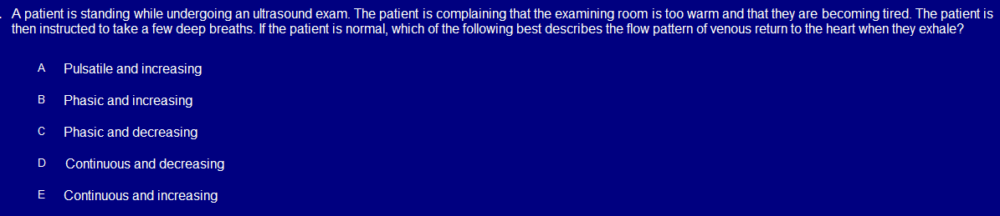 . A patient is standing while undergoing an ultrasound exam. The patient is complaining that the examining room is too warm and that they are becoming tired. The patient is
then instructed to take a few deep breaths. If the patient is normal, which of the following best describes the flow pattern of venous return to the heart when they exhale?
A Pulsatile and increasing
B Phasic and increasing
C Phasic and decreasing
D Continuous and decreasing
E Continuous and increasing